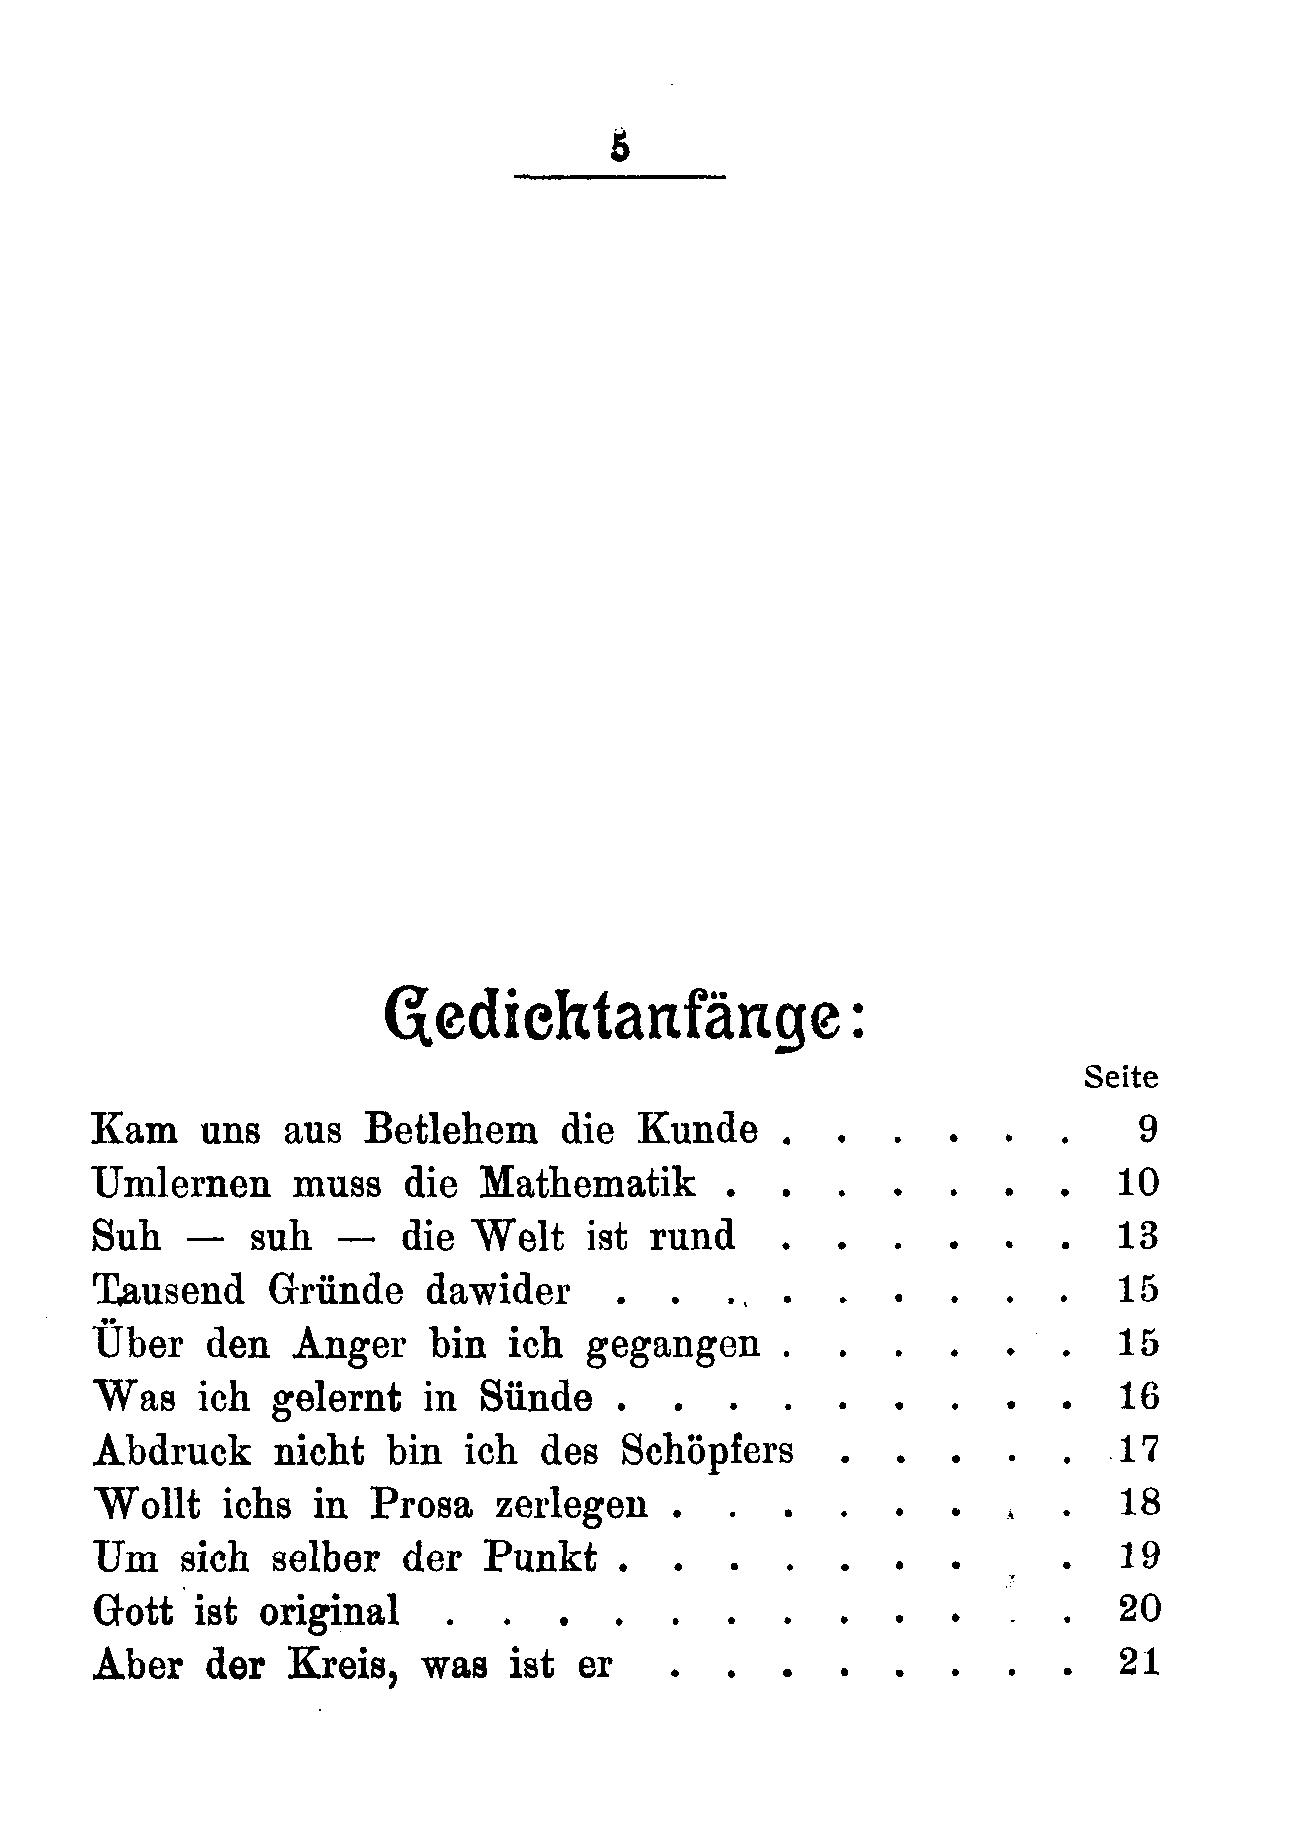 5
Gedichtanfänge:
Seite
Kam uns aus Betlehem die Kunde . . . . . . 9
Umlernen muss die Mathematik . . . . . . . 10
Suh — suh — die Welt ist rund . . . . . . 13
Tausend Gründe dawider . . . . . . . . . 15
Über den Anger bin ich gegangen . . . . . . 15
Was ich gelernt in Sünde . . . . . . . . . 16
Abdruck nicht bin ich des Schöpfers . . . . . 17
Wollt ichs in Prosa zerlegen . . . . . . . . 18
Um sich selber der Punkt . . . . . . . . 19
Gott ist original . . . . . . . . . . . . 20
Aber der Kreis, was ist er . . . . . . . . 21